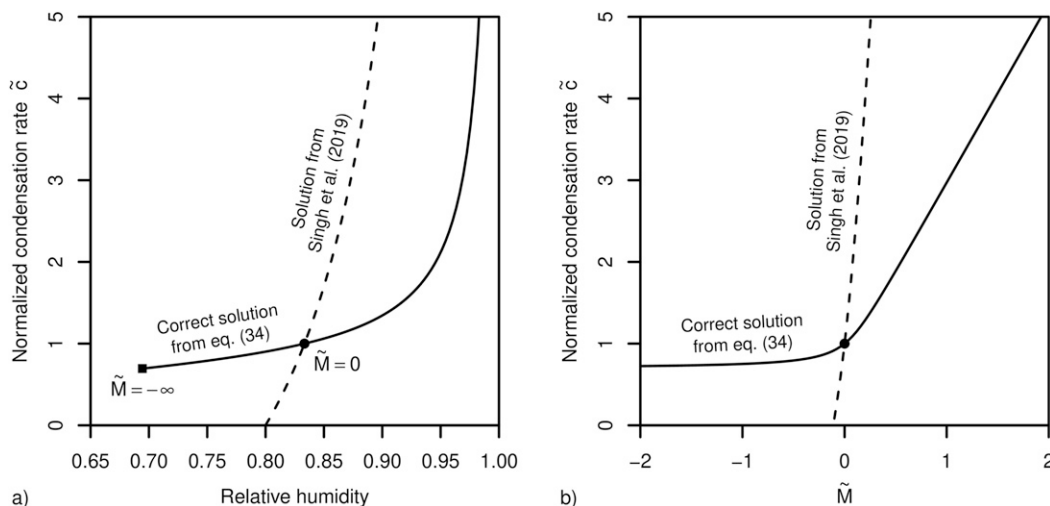 Normalized condensation rate c̃
5
4
3
2
1
0
Solution from
Singh et al. (2019)
Correct solution
from eq. (34)
M̃ = −∞
M̃ = 0
0.65 0.70 0.75 0.80 0.85 0.90 0.95 1.00
a) Relative humidity
Normalized condensation rate c̃
5
4
3
2
1
0
Solution from
Singh et al. (2019)
Correct solution
from eq. (34)
−2 −1 0 1 2
b) M̃